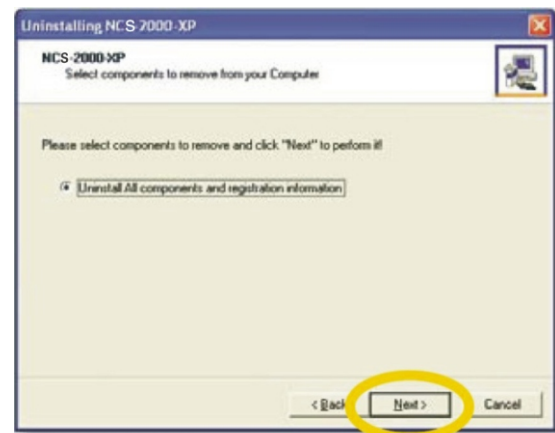 Uninstalling NCS-2000-XP
NCS-2000-XP
Select components to remove from your Computer
Please select components to remove and click "Next" to perform it!
Uninstall All components and registration information
< Back Next > Cancel